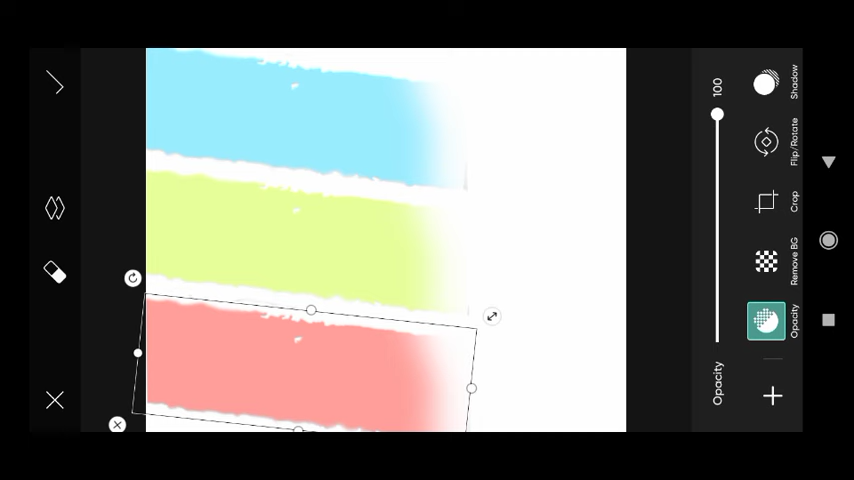 Shadow
Flip/Rotate
Crop
Remove BG
Opacity
100
Opacity